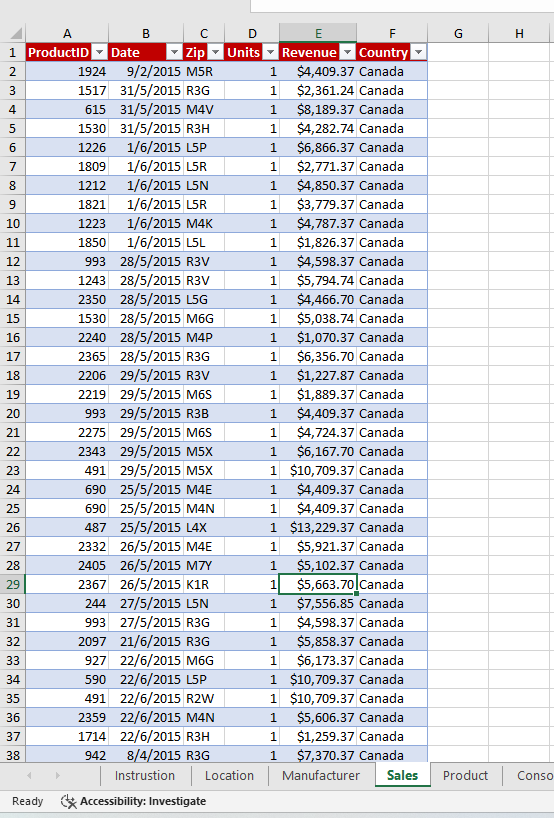 A B C D E F G H
1 ProductID Date Zip Units Revenue Country
2 1924 9/2/2015 M5R 1 $4,409.37 Canada
3 1517 31/5/2015 R3G 1 $2,361.24 Canada
4 615 31/5/2015 M4V 1 $8,189.37 Canada
5 1530 31/5/2015 R3H 1 $4,282.74 Canada
6 1226 1/6/2015 L5P 1 $6,866.37 Canada
7 1809 1/6/2015 L5R 1 $2,771.37 Canada
8 1212 1/6/2015 L5N 1 $4,850.37 Canada
9 1821 1/6/2015 L5R 1 $3,779.37 Canada
10 1223 1/6/2015 M4K 1 $4,787.37 Canada
11 1850 1/6/2015 L5L 1 $1,826.37 Canada
12 993 28/5/2015 R3V 1 $4,598.37 Canada
13 1243 28/5/2015 R3V 1 $5,794.74 Canada
14 2350 28/5/2015 L5G 1 $4,466.70 Canada
15 1530 28/5/2015 M6G 1 $5,038.74 Canada
16 2240 28/5/2015 M4P 1 $1,070.37 Canada
17 2365 28/5/2015 R3G 1 $6,356.70 Canada
18 2206 29/5/2015 R3V 1 $1,227.87 Canada
19 2219 29/5/2015 M6S 1 $1,889.37 Canada
20 993 29/5/2015 R3B 1 $4,409.37 Canada
21 2275 29/5/2015 M6S 1 $4,724.37 Canada
22 2343 29/5/2015 M5X 1 $6,167.70 Canada
23 491 29/5/2015 M5X 1 $10,709.37 Canada
24 690 25/5/2015 M4E 1 $4,409.37 Canada
25 690 25/5/2015 M4N 1 $4,409.37 Canada
26 487 25/5/2015 L4X 1 $13,229.37 Canada
27 2332 26/5/2015 M4E 1 $5,921.37 Canada
28 2405 26/5/2015 M7Y 1 $5,102.37 Canada
29 2367 26/5/2015 K1R 1 $5,663.70 Canada
30 244 27/5/2015 L5N 1 $7,556.85 Canada
31 993 27/5/2015 R3G 1 $4,598.37 Canada
32 2097 21/6/2015 R3G 1 $5,858.37 Canada
33 927 22/6/2015 M6G 1 $6,173.37 Canada
34 590 22/6/2015 L5P 1 $10,709.37 Canada
35 491 22/6/2015 R2W 1 $10,709.37 Canada
36 2359 22/6/2015 M4N 1 $5,606.37 Canada
37 1714 22/6/2015 R3H 1 $1,259.37 Canada
38 942 8/4/2015 R3G 1 $7,370.37 Canada
Instrustion Location Manufacturer Sales Product Conso
Ready Accessibility: Investigate